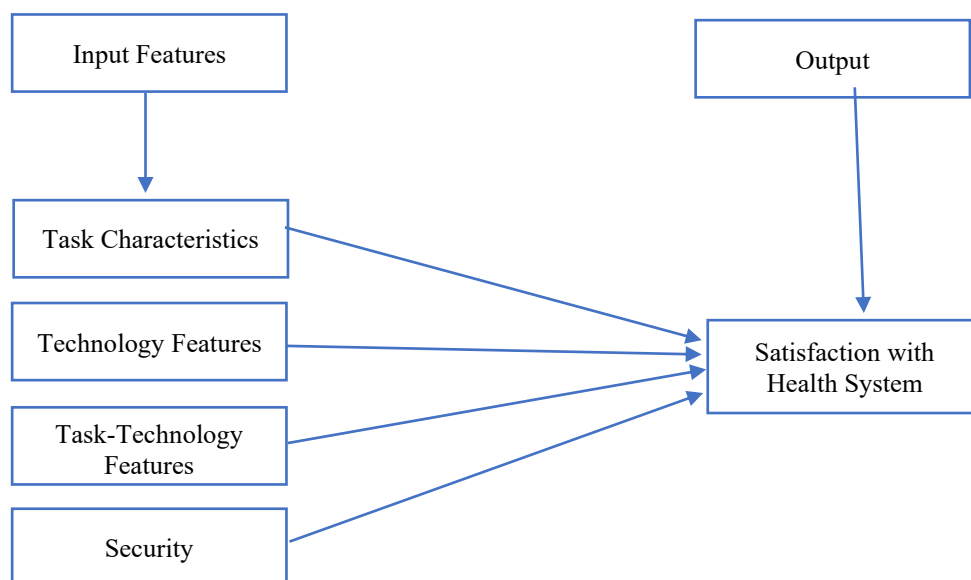 Input Features
Output
Task Characteristics
Technology Features
Task-Technology
Features
Security
Satisfaction with
Health System